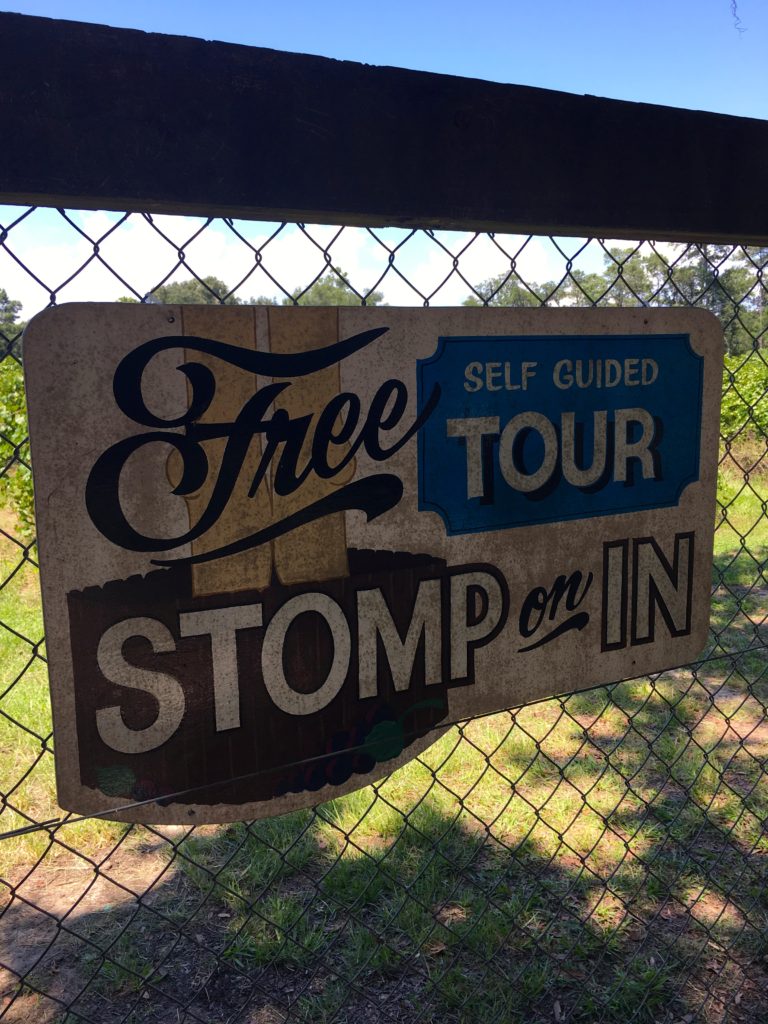 Free
SELF GUIDED
TOUR
STOMP on IN